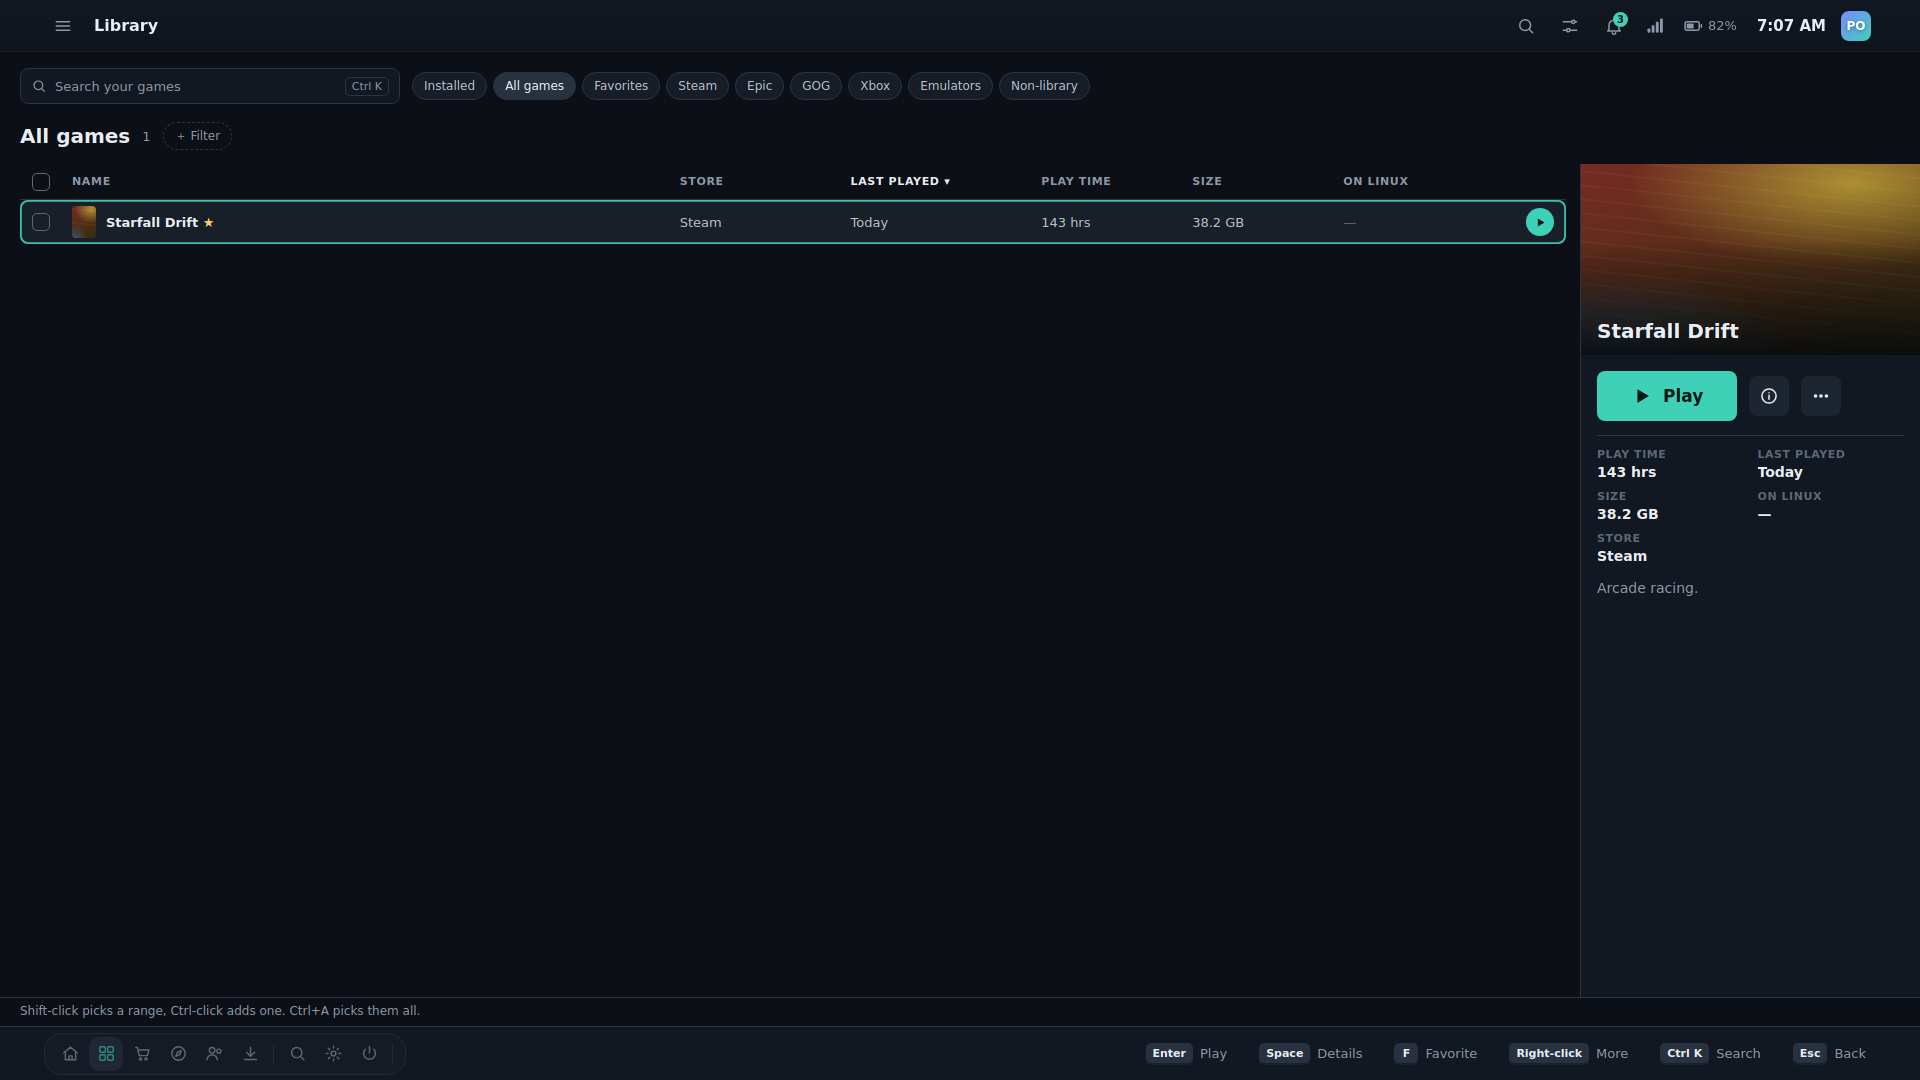 Library
3
82%
7:07 AM
PO
Search your games
Ctrl K
Installed
All games
Favorites
Steam
Epic
GOG
Xbox
Emulators
Non-library
All games 1 + Filter
NAME STORE LAST PLAYED ▾ PLAY TIME SIZE ON LINUX
Starfall Drift ★ Steam Today 143 hrs 38.2 GB —
Starfall Drift
Play
PLAY TIME LAST PLAYED
143 hrs Today
SIZE ON LINUX
38.2 GB —
STORE
Steam
Arcade racing.
Shift-click picks a range, Ctrl-click adds one. Ctrl+A picks them all.
Enter Play Space Details F Favorite Right-click More Ctrl K Search Esc Back